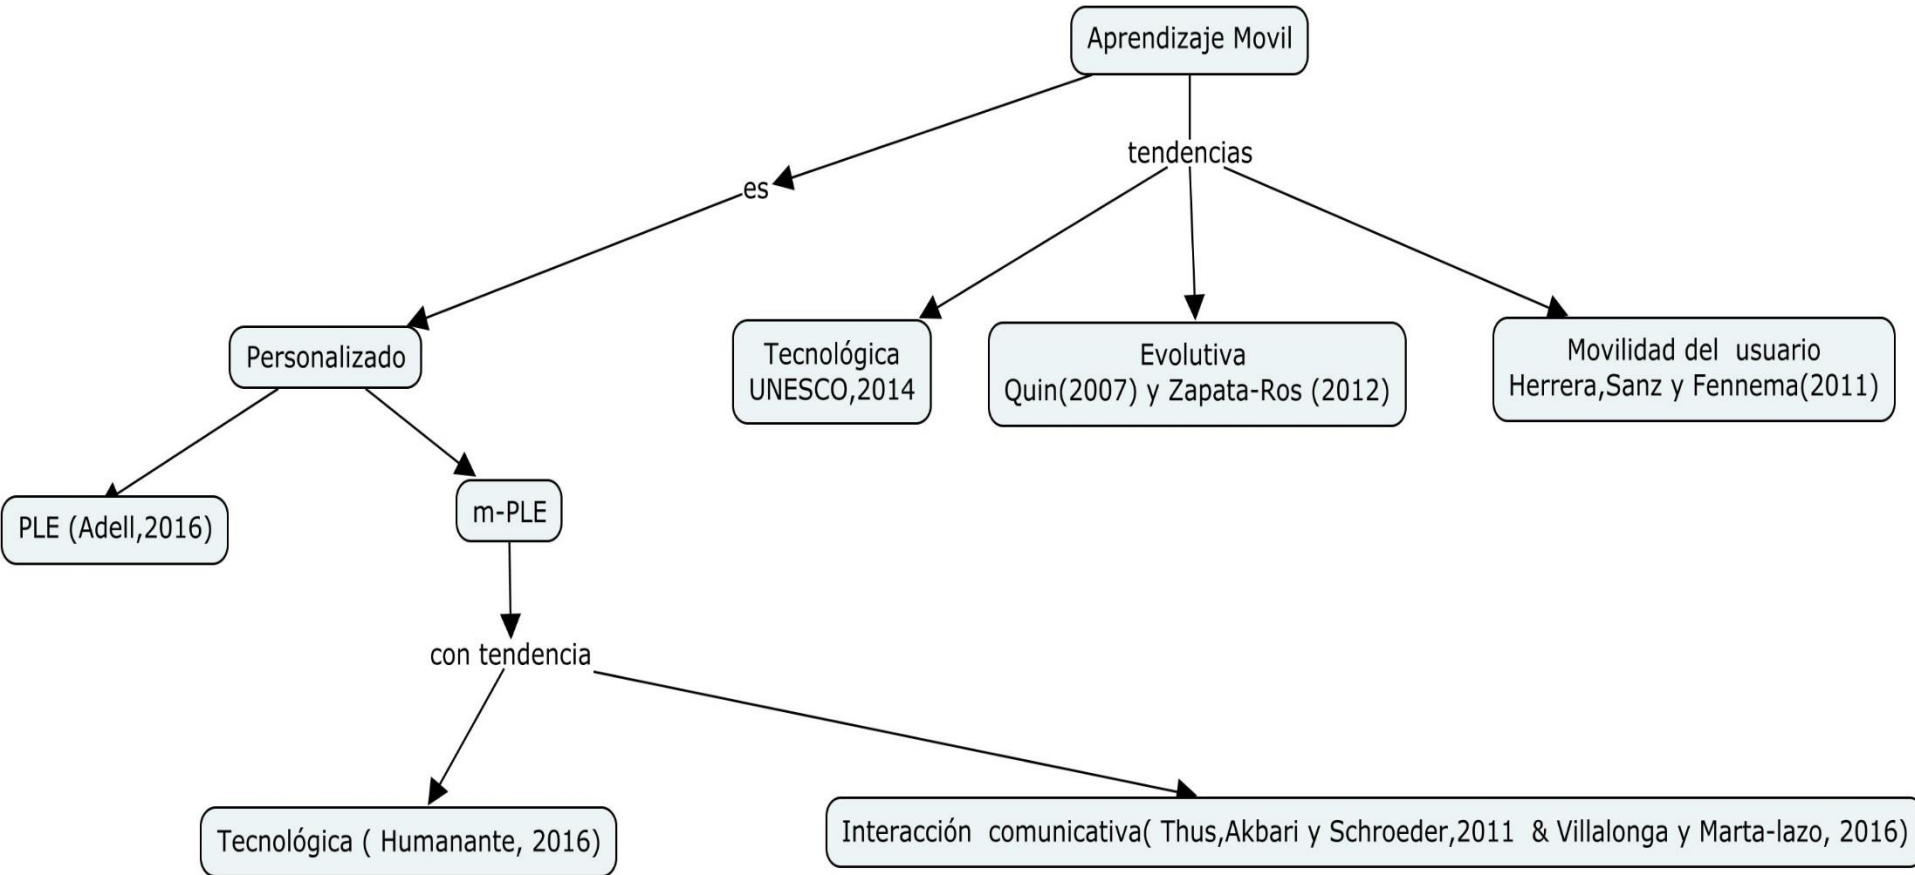 Aprendizaje Movil
tendencias
es
Personalizado
Tecnológica
UNESCO,2014
Evolutiva
Quin(2007) y Zapata-Ros (2012)
Movilidad del  usuario
Herrera,Sanz y Fennema(2011)
PLE (Adell,2016)
m-PLE
con tendencia
Tecnológica ( Humanante, 2016)
Interacción  comunicativa( Thus,Akbari y Schroeder,2011  & Villalonga y Marta-lazo, 2016)